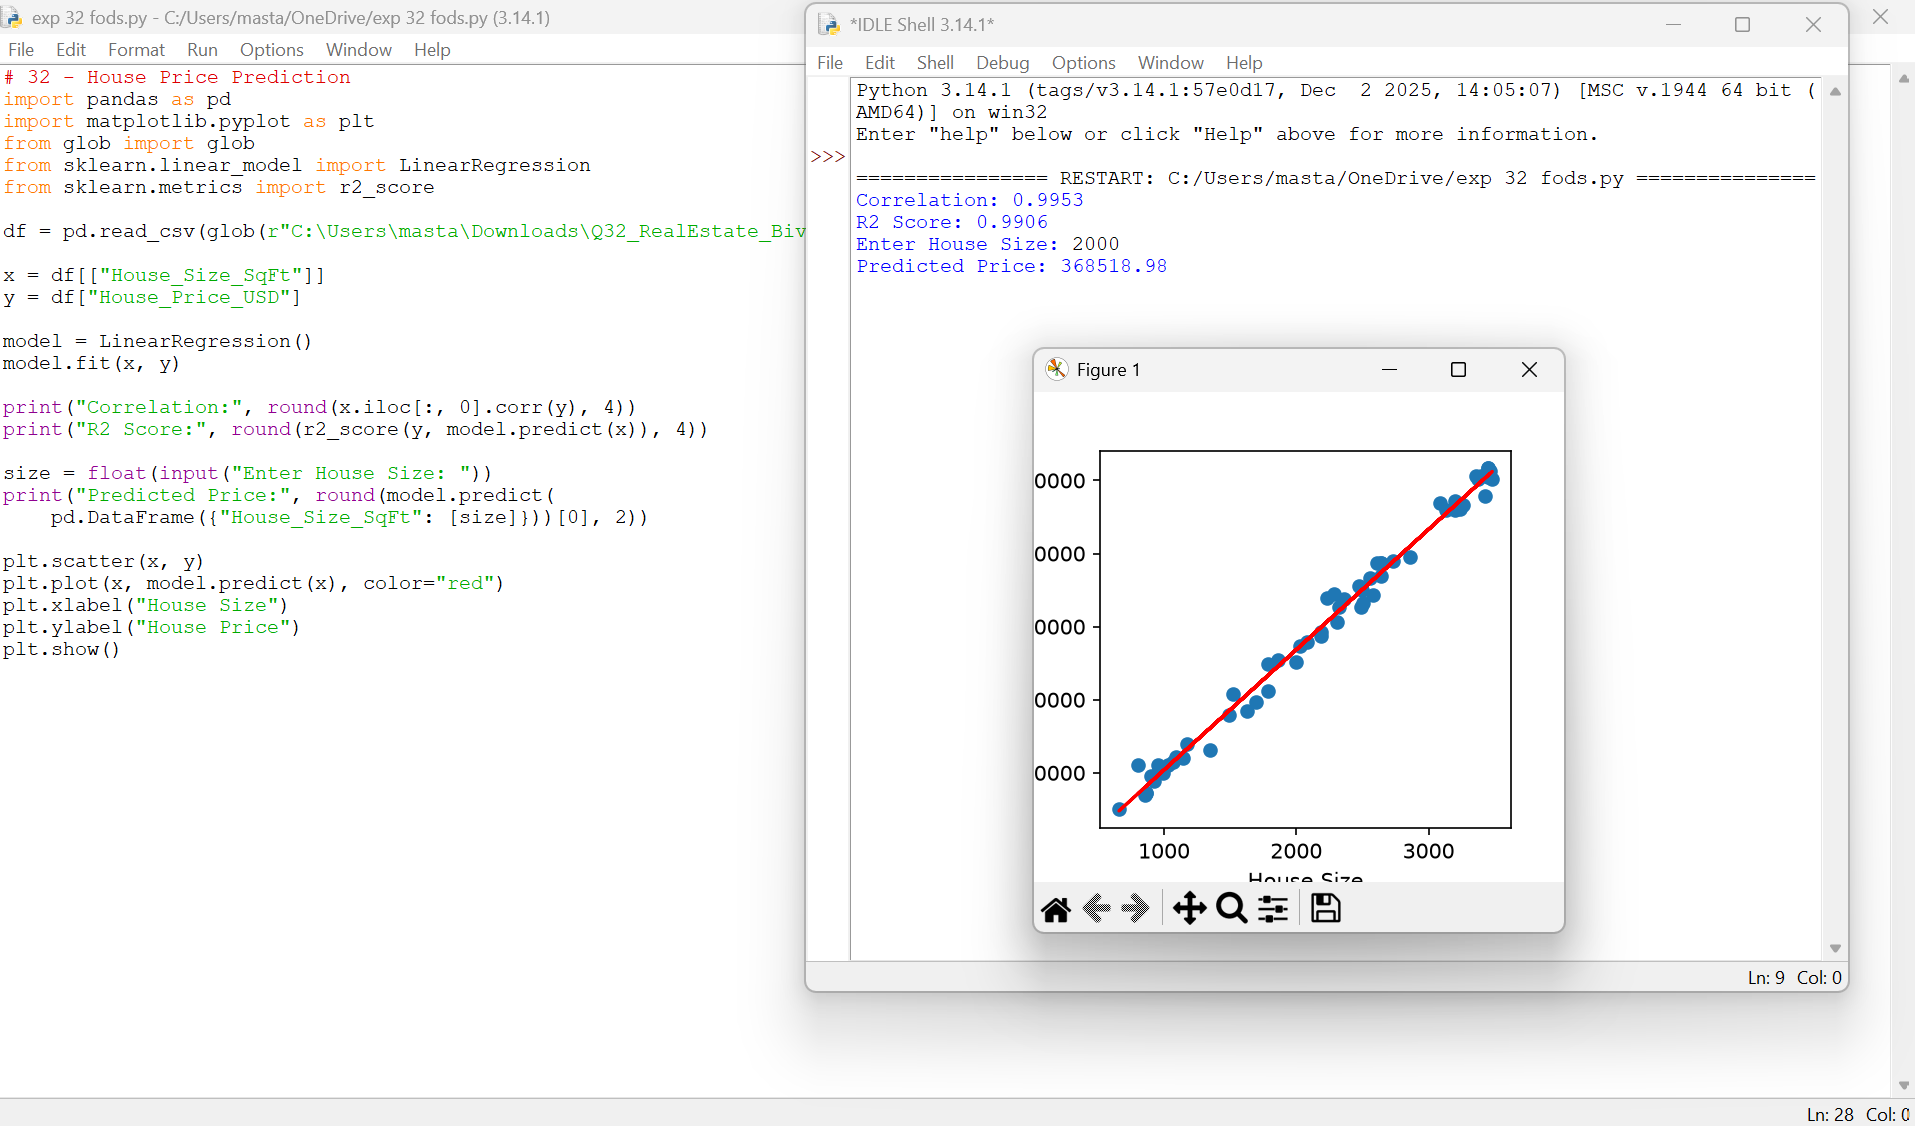 exp 32 fods.py - C:/Users/masta/OneDrive/exp 32 fods.py (3.14.1)
File Edit Format Run Options Window Help
# 32 - House Price Prediction
import pandas as pd
import matplotlib.pyplot as plt
from glob import glob
from sklearn.linear_model import LinearRegression
from sklearn.metrics import r2_score
df = pd.read_csv(glob(r"C:\Users\masta\Downloads\Q32_RealEstate_Biv
x = df[["House_Size_SqFt"]]
y = df["House_Price_USD"]
model = LinearRegression()
model.fit(x, y)
print("Correlation:", round(x.iloc[:, 0].corr(y), 4))
print("R2 Score:", round(r2_score(y, model.predict(x)), 4))
size = float(input("Enter House Size: "))
print("Predicted Price:", round(model.predict(
    pd.DataFrame({"House_Size_SqFt": [size]}))[0], 2))
plt.scatter(x, y)
plt.plot(x, model.predict(x), color="red")
plt.xlabel("House Size")
plt.ylabel("House Price")
plt.show()
*IDLE Shell 3.14.1*
File Edit Shell Debug Options Window Help
Python 3.14.1 (tags/v3.14.1:57e0d17, Dec  2 2025, 14:05:07) [MSC v.1944 64 bit (
AMD64)] on win32
Enter "help" below or click "Help" above for more information.
>>>
================ RESTART: C:/Users/masta/OneDrive/exp 32 fods.py ===============
Correlation: 0.9953
R2 Score: 0.9906
Enter House Size: 2000
Predicted Price: 368518.98
Figure 1
0000
0000
0000
0000
0000
1000 2000 3000
House Size
Ln: 9 Col: 0
Ln: 28 Col: 0